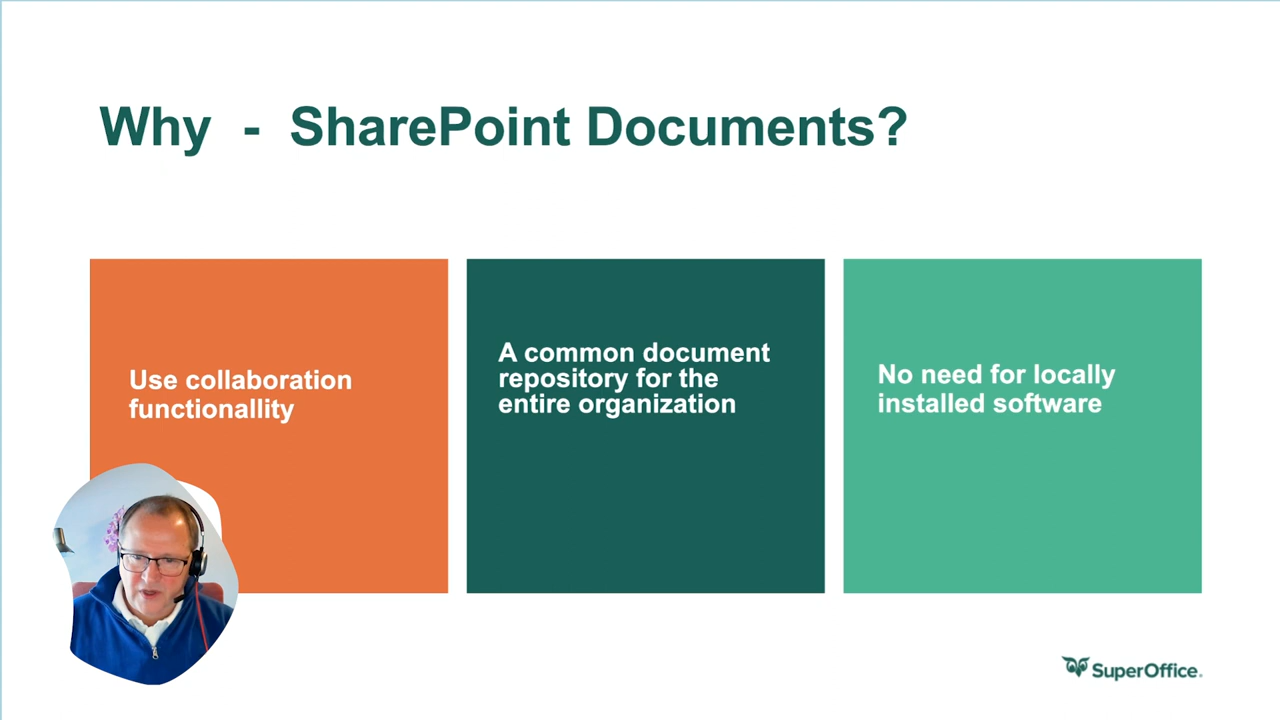 Why - SharePoint Documents?
Use collaboration
functionallity
A common document
repository for the
entire organization
No need for locally
installed software
SuperOffice.